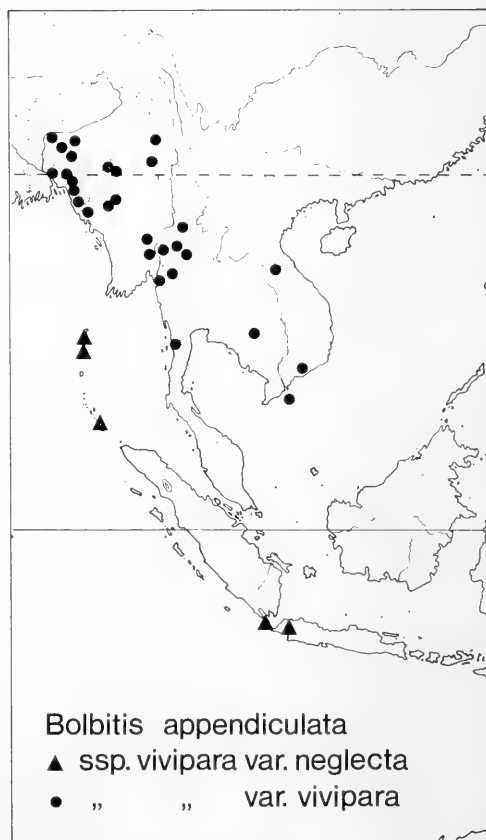 Bolbitis appendiculata
▲ ssp. vivipara var. neglecta
● „ „ var. vivipara